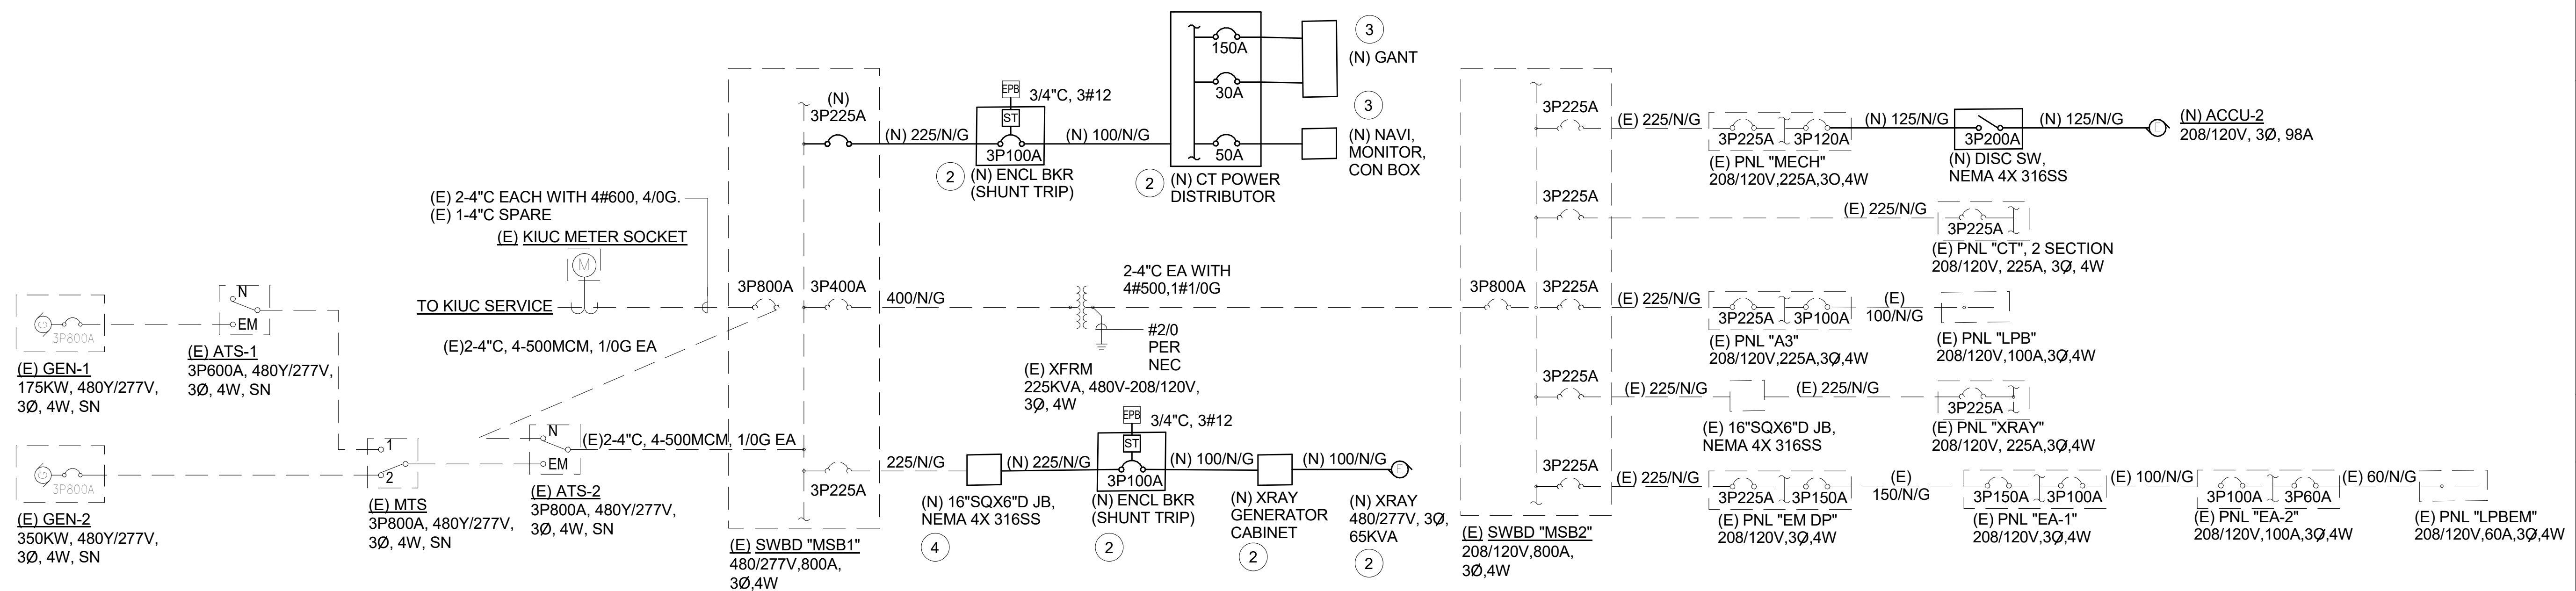 G
3P800A
(E) GEN-1
175KW, 480Y/277V,
3Ø, 4W, SN
G
3P800A
(E) GEN-2
350KW, 480Y/277V,
3Ø, 4W, SN
N
EM
(E) ATS-1
3P600A, 480Y/277V,
3Ø, 4W, SN
1
2
(E) MTS
3P800A, 480Y/277V,
3Ø, 4W, SN
(E) 2-4"C EACH WITH 4#600, 4/0G.
(E) 1-4"C SPARE
(E) KIUC METER SOCKET
M
TO KIUC SERVICE
(E)2-4"C, 4-500MCM, 1/0G EA
N
EM
(E)2-4"C, 4-500MCM, 1/0G EA
(E) ATS-2
3P800A, 480Y/277V,
3Ø, 4W, SN
(N)
3P225A
3P800A
3P400A
3P225A
(E) SWBD "MSB1"
480/277V,800A,
3Ø,4W
(N) 225/N/G
EPB
3/4"C, 3#12
ST
3P100A
2
(N) ENCL BKR
(SHUNT TRIP)
(N) 100/N/G
150A
30A
50A
2
(N) CT POWER
DISTRIBUTOR
3
(N) GANT
3
(N) NAVI,
MONITOR,
CON BOX
400/N/G
2-4"C EA WITH
4#500,1#1/0G
#2/0
PER
NEC
(E) XFRM
225KVA, 480V-208/120V,
3Ø, 4W
225/N/G
(N) 16"SQX6"D JB,
NEMA 4X 316SS
4
(N) 225/N/G
EPB
3/4"C, 3#12
ST
3P100A
(N) ENCL BKR
(SHUNT TRIP)
2
(N) 100/N/G
(N) XRAY
GENERATOR
CABINET
2
(N) 100/N/G
E
(N) XRAY
480/277V, 3Ø,
65KVA
2
3P225A
3P225A
3P800A
3P225A
3P225A
3P225A
(E) SWBD "MSB2"
208/120V,800A,
3Ø,4W
(E) 225/N/G
3P225A
3P120A
(E) PNL "MECH"
208/120V,225A,3O,4W
(N) 125/N/G
3P200A
(N) DISC SW,
NEMA 4X 316SS
(N) 125/N/G
E
(N) ACCU-2
208/120V, 3Ø, 98A
(E) 225/N/G
3P225A
(E) PNL "CT", 2 SECTION
208/120V, 225A, 3Ø, 4W
(E) 225/N/G
3P225A
3P100A
(E) PNL "A3"
208/120V,225A,3Ø,4W
(E)
100/N/G
(E) PNL "LPB"
208/120V,100A,3Ø,4W
(E) 225/N/G
(E) 16"SQX6"D JB,
NEMA 4X 316SS
(E) 225/N/G
3P225A
(E) PNL "XRAY"
208/120V, 225A,3Ø,4W
(E) 225/N/G
3P225A
3P150A
(E) PNL "EM DP"
208/120V,3Ø,4W
(E)
150/N/G
3P150A
3P100A
(E) PNL "EA-1"
208/120V,3Ø,4W
(E) 100/N/G
3P100A
3P60A
(E) PNL "EA-2"
208/120V,100A,3Ø,4W
(E) 60/N/G
(E) PNL "LPBEM"
208/120V,60A,3Ø,4W